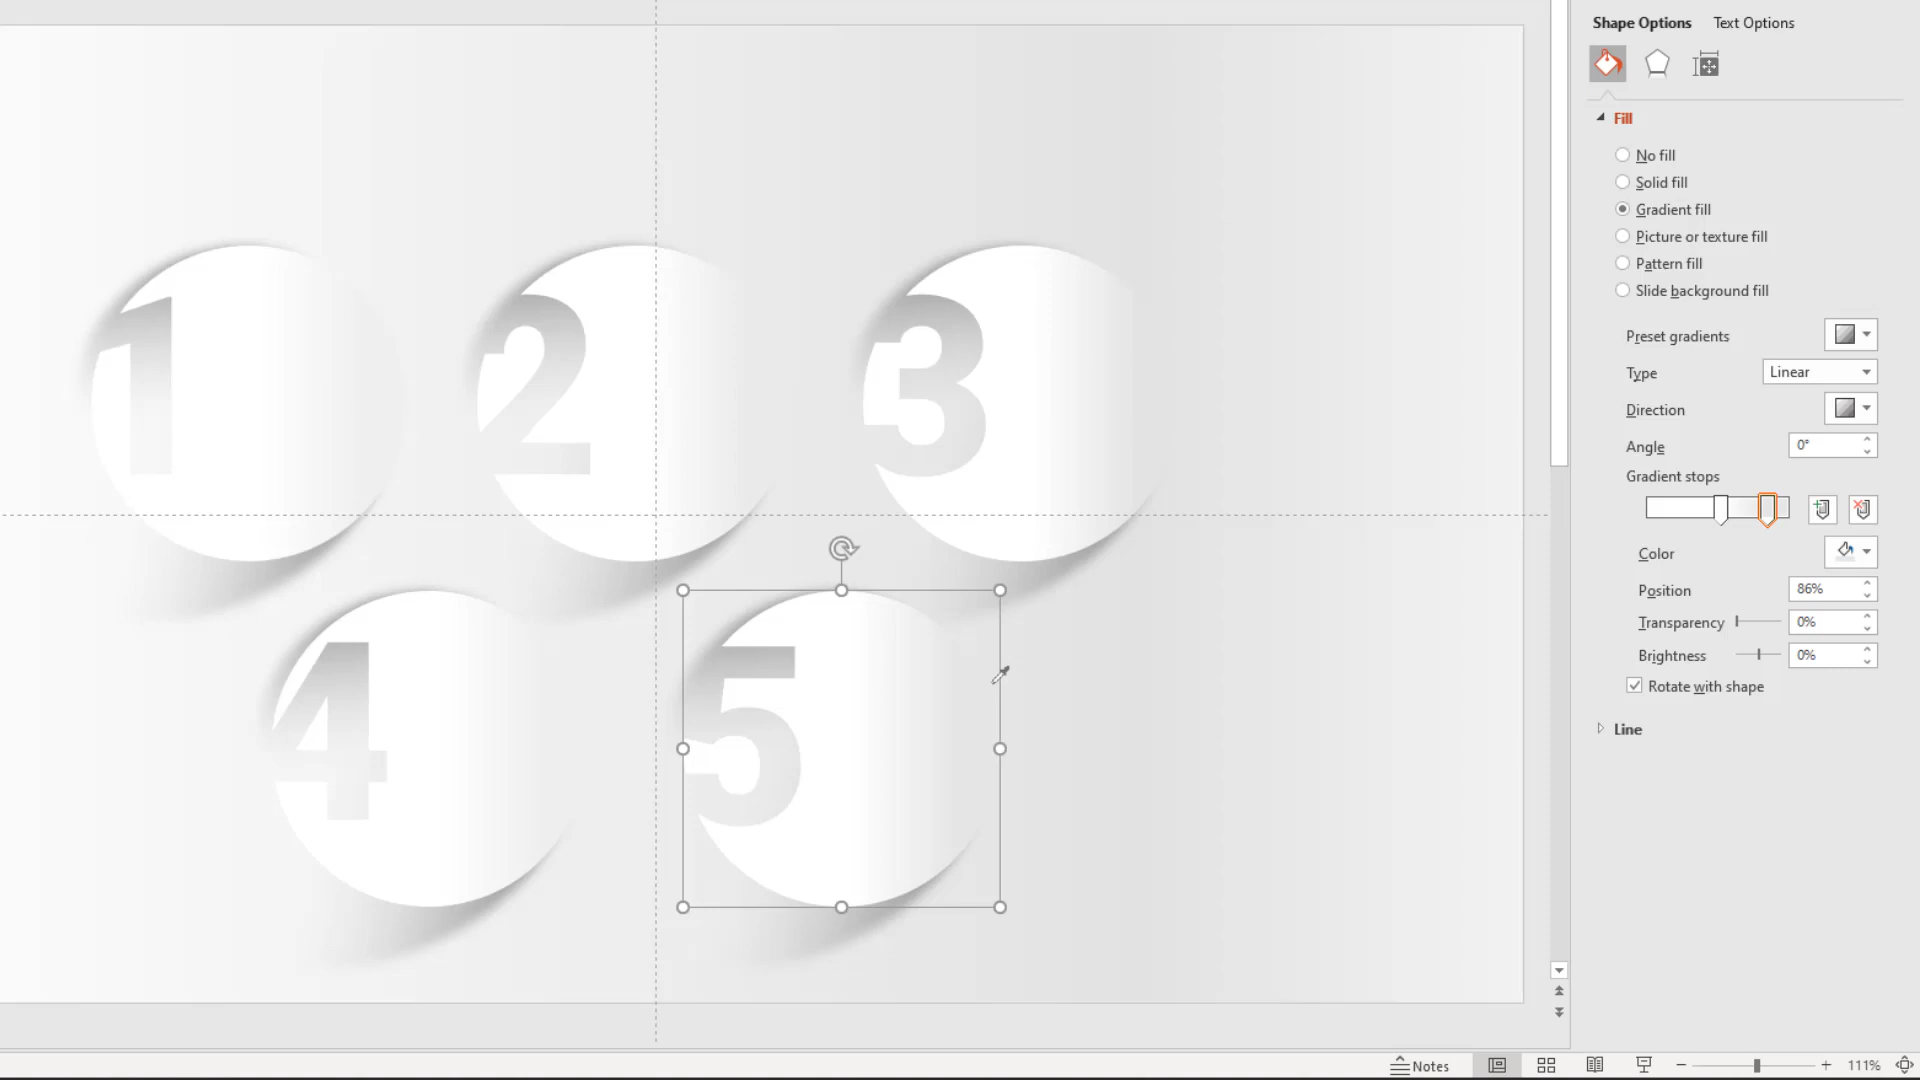 Shape Options Text Options
Fill
No fill
Solid fill
Gradient fill
Picture or texture fill
Pattern fill
Slide background fill
Preset gradients
Type Linear
Direction
Angle 0°
Gradient stops
Color
Position 86%
Transparency 0%
Brightness 0%
Rotate with shape
Line
1 2 3
4 5
Notes 111%